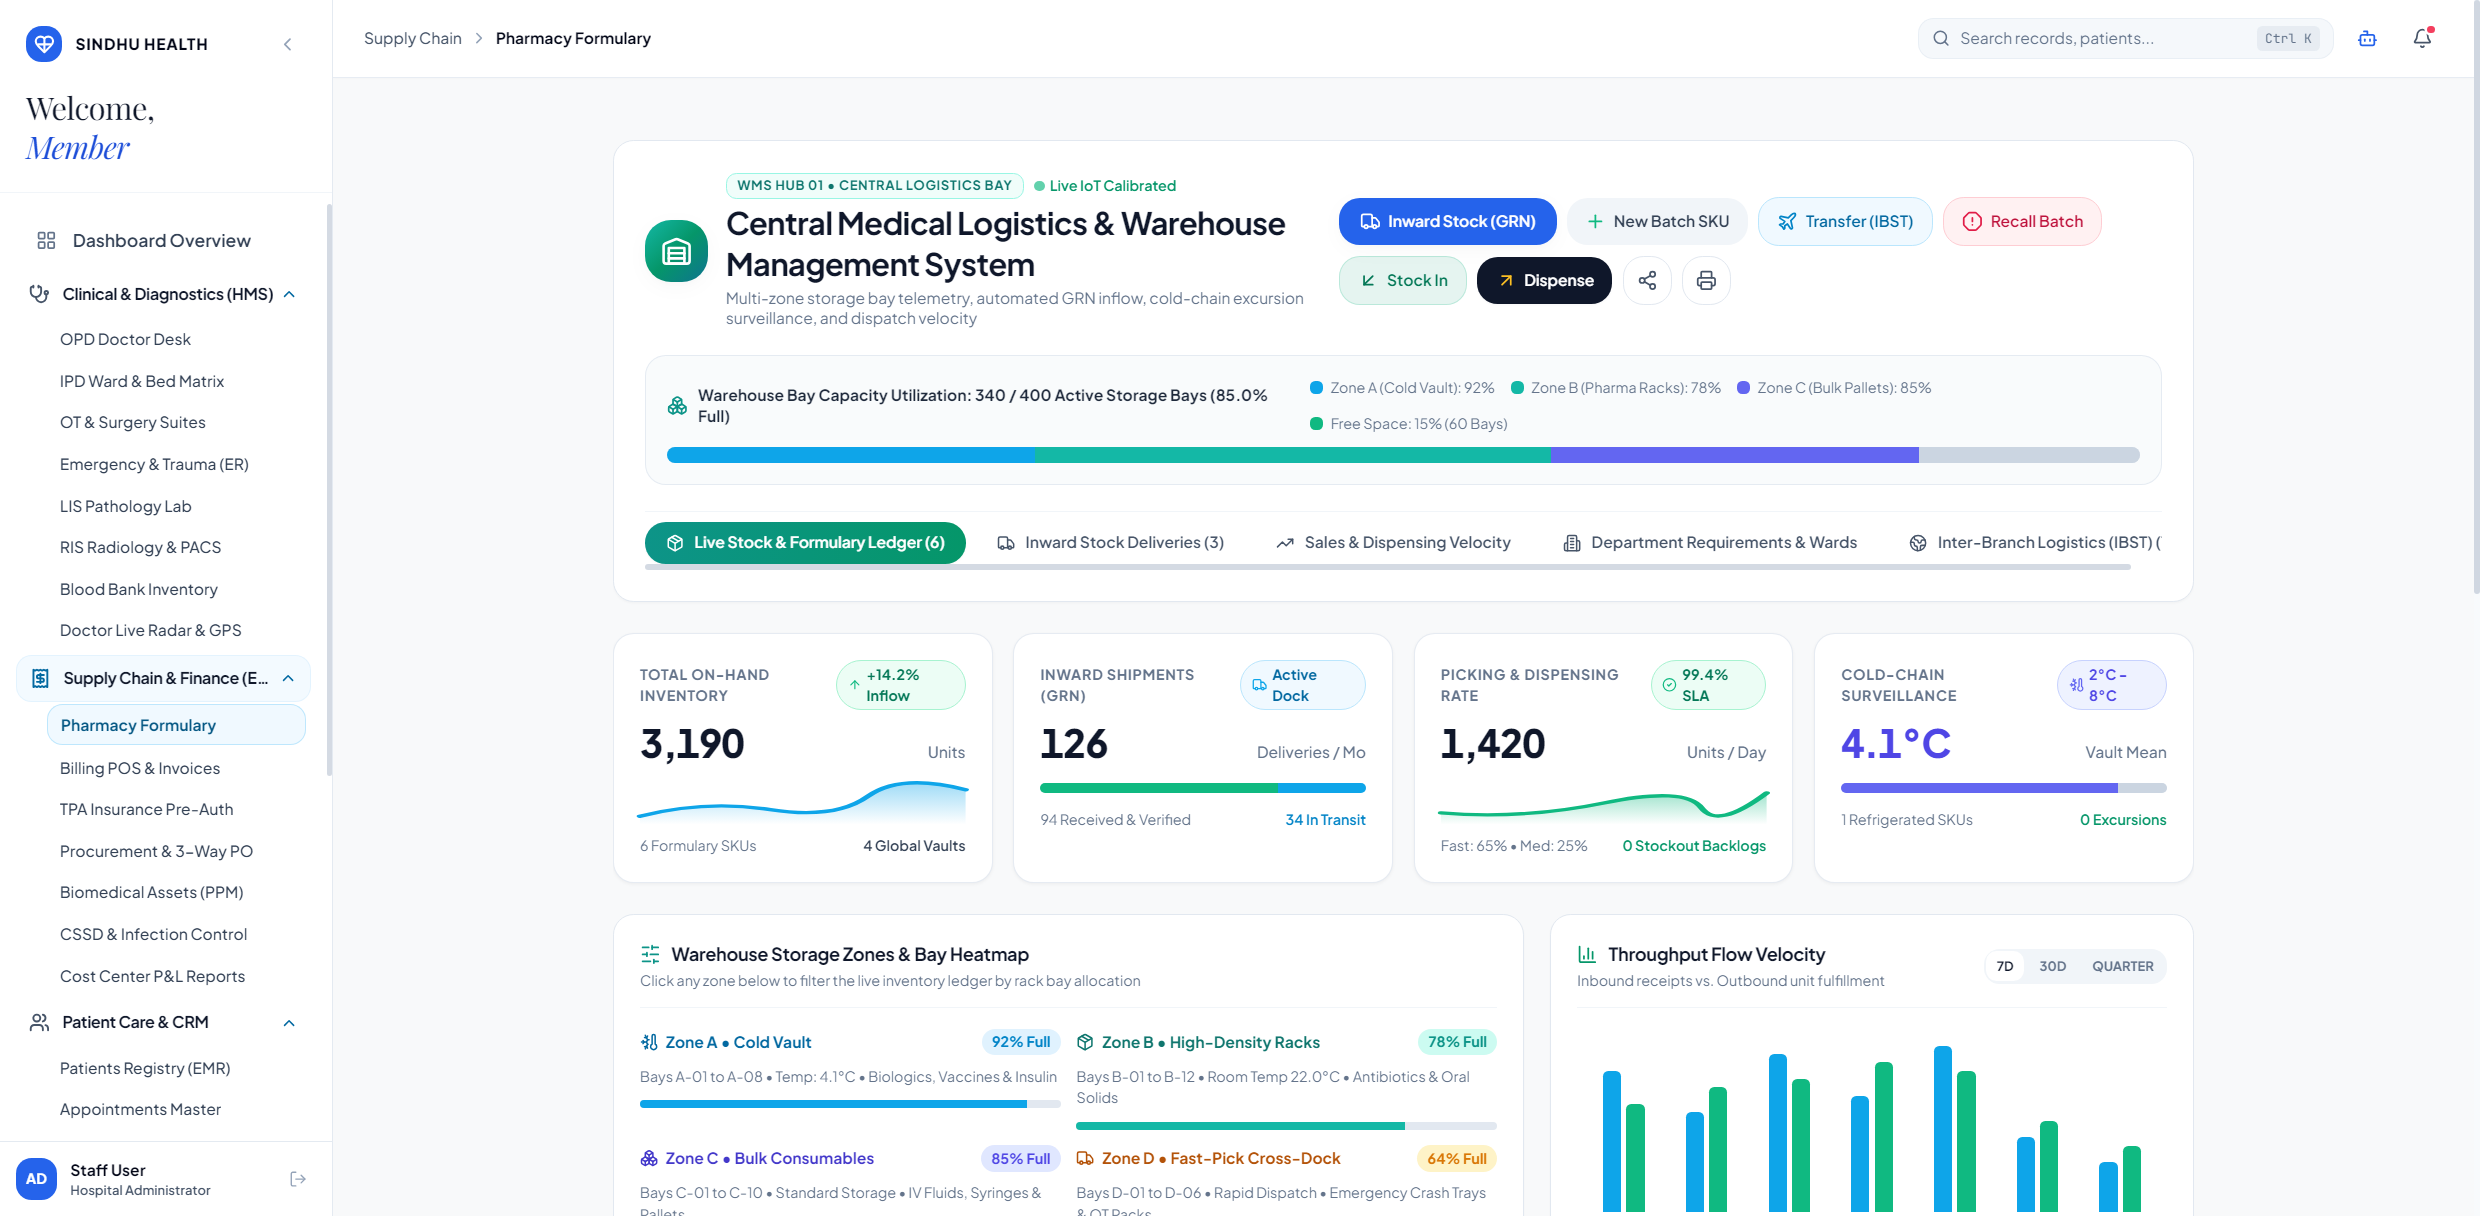 SINDHU HEALTH
Welcome,
Member
Dashboard Overview
Clinical & Diagnostics (HMS)
OPD Doctor Desk
IPD Ward & Bed Matrix
OT & Surgery Suites
Emergency & Trauma (ER)
LIS Pathology Lab
RIS Radiology & PACS
Blood Bank Inventory
Doctor Live Radar & GPS
Supply Chain & Finance (E...
Pharmacy Formulary
Billing POS & Invoices
TPA Insurance Pre-Auth
Procurement & 3-Way PO
Biomedical Assets (PPM)
CSSD & Infection Control
Cost Center P&L Reports
Patient Care & CRM
Patients Registry (EMR)
Appointments Master
AD
Staff User
Hospital Administrator
Supply Chain > Pharmacy Formulary
Search records, patients... Ctrl K
WMS HUB 01 • CENTRAL LOGISTICS BAY
Live IoT Calibrated
Central Medical Logistics & Warehouse
Management System
Multi-zone storage bay telemetry, automated GRN inflow, cold-chain excursion
surveillance, and dispatch velocity
Inward Stock (GRN)
New Batch SKU
Transfer (IBST)
Recall Batch
Stock In
Dispense
Warehouse Bay Capacity Utilization: 340 / 400 Active Storage Bays (85.0%
Full)
Zone A (Cold Vault): 92%
Zone B (Pharma Racks): 78%
Zone C (Bulk Pallets): 85%
Free Space: 15% (60 Bays)
Live Stock & Formulary Ledger (6)
Inward Stock Deliveries (3)
Sales & Dispensing Velocity
Department Requirements & Wards
Inter-Branch Logistics (IBST) (
TOTAL ON-HAND
INVENTORY
+14.2%
Inflow
3,190
Units
6 Formulary SKUs
4 Global Vaults
INWARD SHIPMENTS
(GRN)
Active
Dock
126
Deliveries / Mo
94 Received & Verified
34 In Transit
PICKING & DISPENSING
RATE
99.4%
SLA
1,420
Units / Day
Fast: 65% • Med: 25%
0 Stockout Backlogs
COLD-CHAIN
SURVEILLANCE
2°C -
8°C
4.1°C
Vault Mean
1 Refrigerated SKUs
0 Excursions
Warehouse Storage Zones & Bay Heatmap
Click any zone below to filter the live inventory ledger by rack bay allocation
Zone A • Cold Vault
92% Full
Bays A-01 to A-08 • Temp: 4.1°C • Biologics, Vaccines & Insulin
Zone B • High-Density Racks
78% Full
Bays B-01 to B-12 • Room Temp 22.0°C • Antibiotics & Oral
Solids
Zone C • Bulk Consumables
85% Full
Bays C-01 to C-10 • Standard Storage • IV Fluids, Syringes &
Pallets
Zone D • Fast-Pick Cross-Dock
64% Full
Bays D-01 to D-06 • Rapid Dispatch • Emergency Crash Trays
& OT Packs
Throughput Flow Velocity
Inbound receipts vs. Outbound unit fulfillment
7D
30D
QUARTER